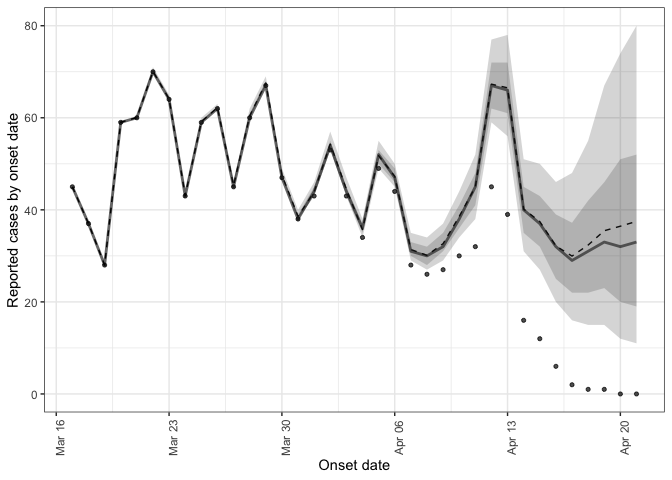 Reported cases by onset date
80
60
40
20
0
Mar 16
Mar 23
Mar 30
Apr 06
Apr 13
Apr 20
Onset date